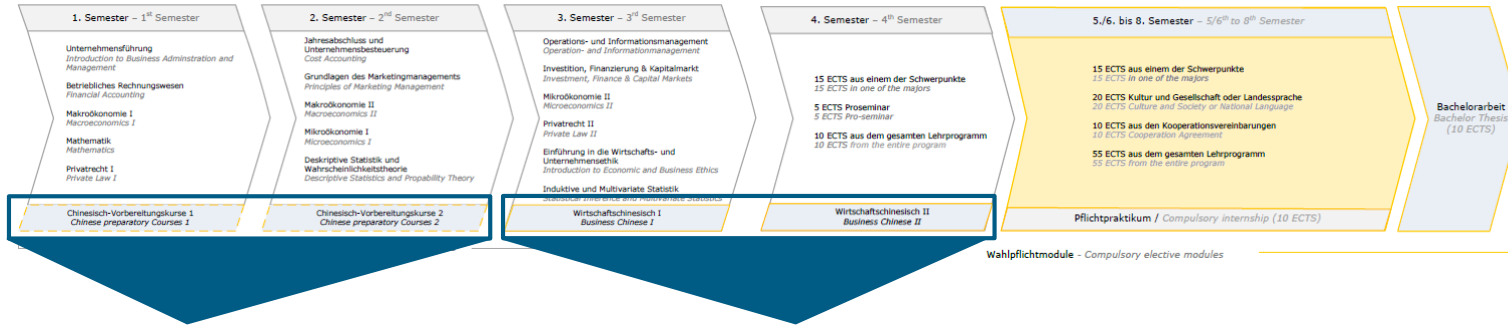 1. Semester – 1st Semester
Unternehmensführung
Introduction to Business Adminstration and
Management
Betriebliches Rechnungswesen
Financial Accounting
Makroökonomie I
Macroeconomics I
Mathematik
Mathematics
Privatrecht I
Private Law I
Chinesisch-Vorbereitungskurse 1
Chinese preparatory Courses 1
2. Semester – 2nd Semester
Jahresabschluss und
Unternehmensbesteuerung
Cost Accounting
Grundlagen des Marketingmanagements
Principles of Marketing Management
Makroökonomie II
Macroeconomics II
Mikroökonomie I
Microeconomics I
Deskriptive Statistik und
Wahrscheinlichkeitstheorie
Descriptive Statistics and Propability Theory
Chinesisch-Vorbereitungskurse 2
Chinese preparatory Courses 2
3. Semester – 3rd Semester
Operations- und Informationsmanagement
Operation- and Informationmanagement
Investition, Finanzierung & Kapitalmarkt
Investment, Finance & Capital Markets
Mikroökonomie II
Microeconomics II
Privatrecht II
Private Law II
Einführung in die Wirtschafts- und
Unternehmensethik
Introduction to Economic and Business Ethics
Induktive und Multivariate Statistik
Statistical Inference and Multivariate Statistics
Wirtschaftschinesisch I
Business Chinese I
4. Semester – 4th Semester
15 ECTS aus einem der Schwerpunkte
15 ECTS in one of the majors
5 ECTS Proseminar
5 ECTS Pro-seminar
10 ECTS aus dem gesamten Lehrprogramm
10 ECTS from the entire program
Wirtschaftschinesisch II
Business Chinese II
5./6. bis 8. Semester – 5/6th to 8th Semester
15 ECTS aus einem der Schwerpunkte
15 ECTS in one of the majors
20 ECTS Kultur und Gesellschaft oder Landessprache
20 ECTS Culture and Society or National Language
10 ECTS aus den Kooperationsvereinbarungen
10 ECTS Cooperation Agreement
55 ECTS aus dem gesamten Lehrprogramm
55 ECTS from the entire program
Pflichtpraktikum / Compulsory internship (10 ECTS)
Bachelorarbeit
Bachelor Thesis
(10 ECTS)
Wahlpflichtmodule - Compulsory elective modules